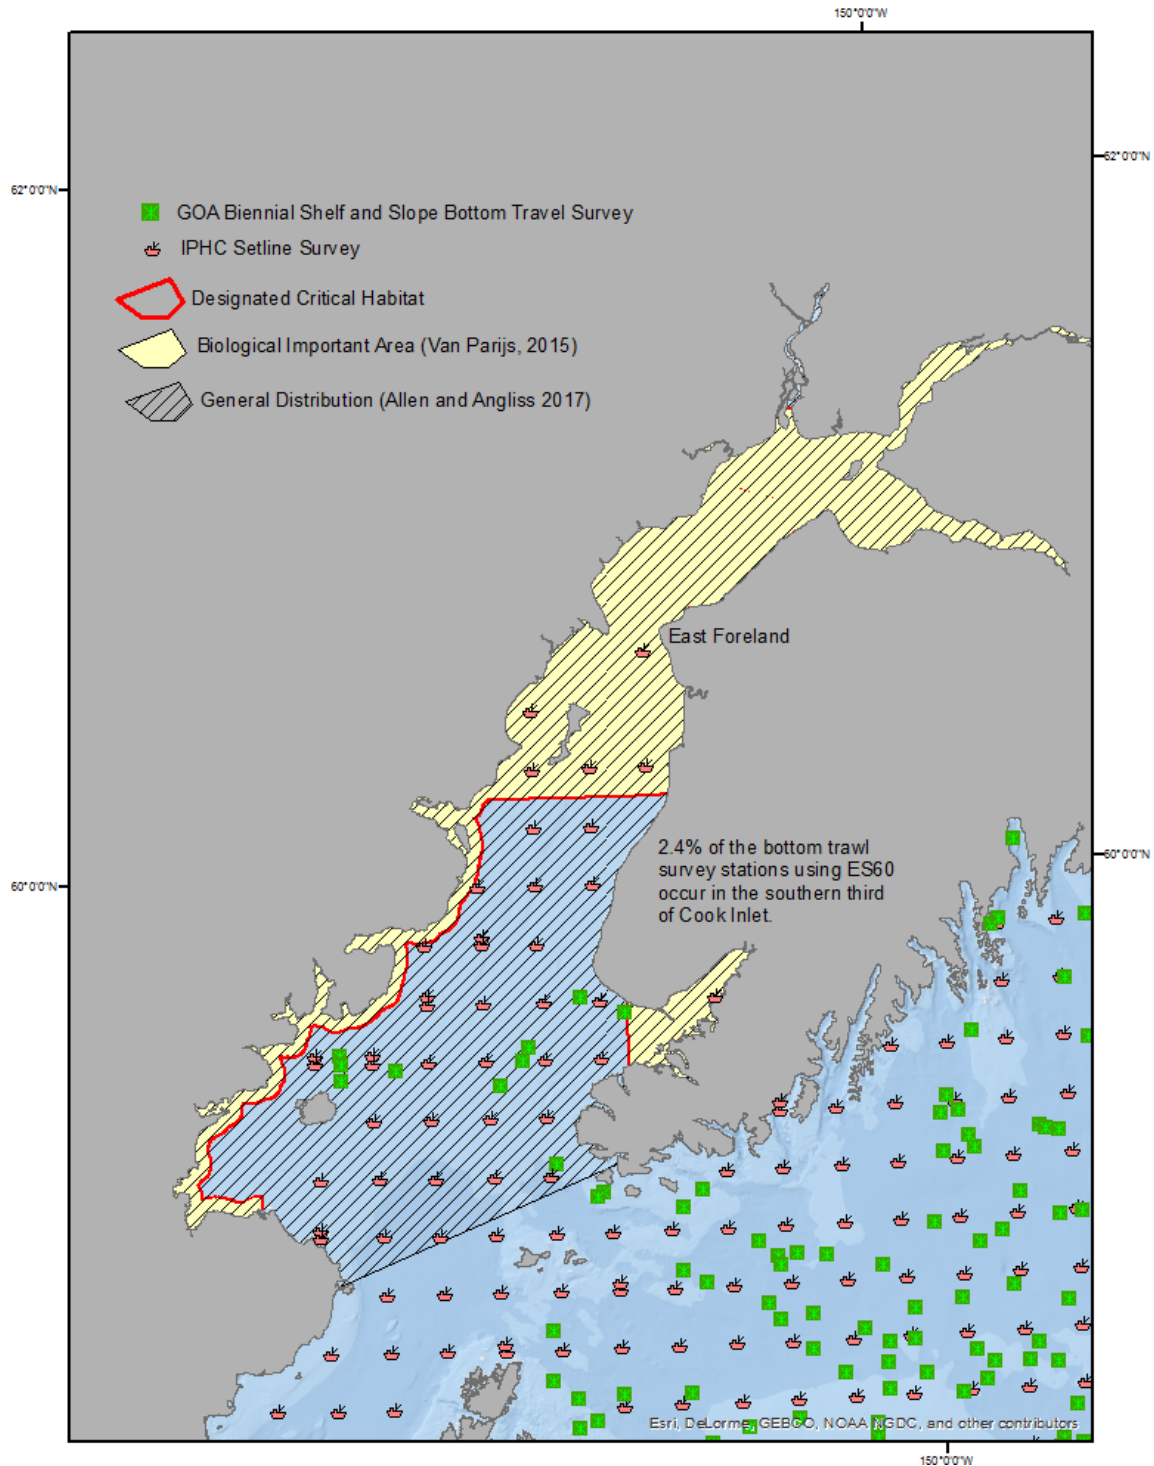 150°0'0"W
62°0'0"N
62°0'0"N
GOA Biennial Shelf and Slope Bottom Travel Survey
IPHC Setline Survey
Designated Critical Habitat
Biological Important Area (Van Parijs, 2015)
General Distribution (Allen and Angliss 2017)
East Foreland
2.4% of the bottom trawl
survey stations using ES60
occur in the southern third
of Cook Inlet.
60°0'0"N
60°0'0"N
Esri, DeLorme, GEBCO, NOAA NGDC, and other contributors
150°0'0"W